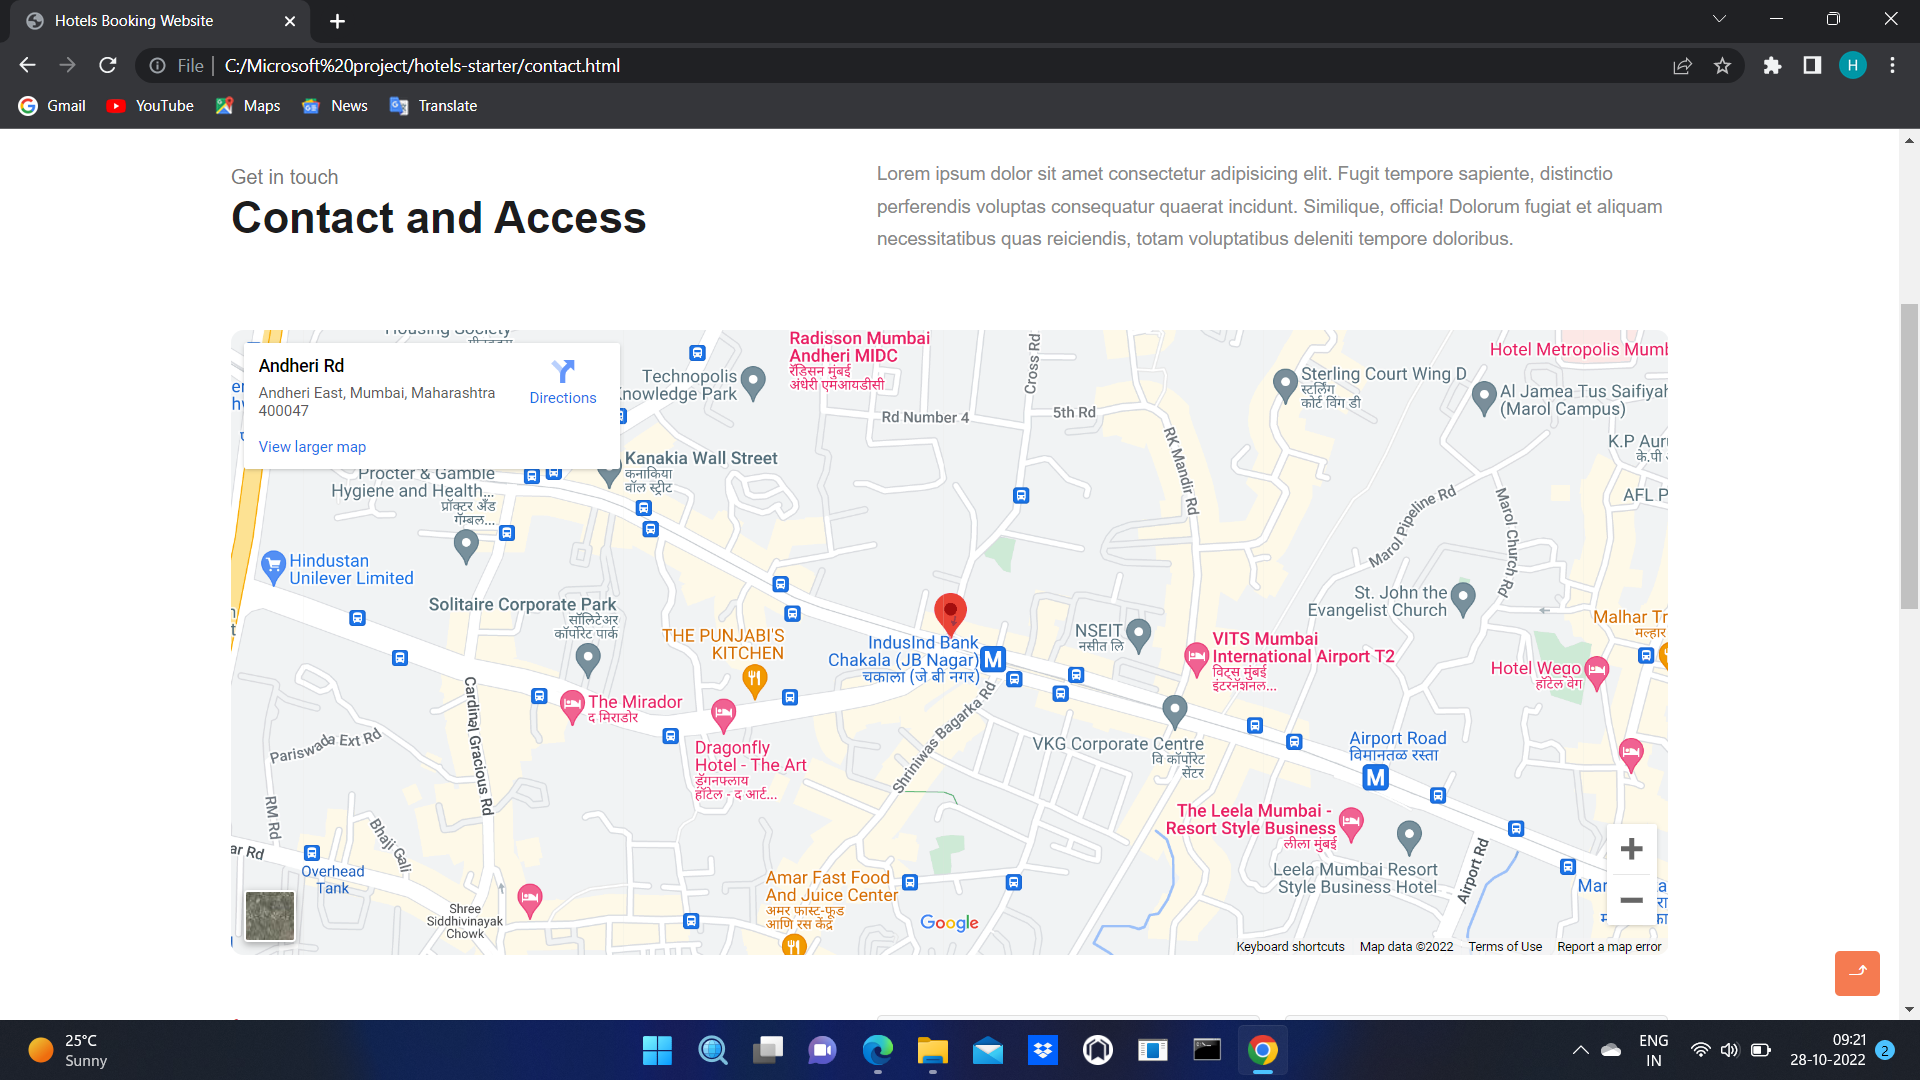 Hotels Booking Website
File
C:/Microsoft%20project/hotels-starter/contact.html
Gmail
YouTube
Maps
News
Translate
Get in touch
Contact and Access
Lorem ipsum dolor sit amet consectetur adipisicing elit. Fugit tempore sapiente, distinctio
perferendis voluptas consequatur quaerat incidunt. Similique, officia! Dolorum fugiat et aliquam
necessitatibus quas reiciendis, totam voluptatibus deleniti tempore doloribus.
Andheri Rd
Andheri East, Mumbai, Maharashtra
400047
Directions
View larger map
Technopolis
Knowledge Park
Radisson Mumbai
Andheri MIDC
रॅडिसन मुंबई
अंधेरी एमआयडीसी
Cross Rd
Rd Number 4
5th Rd
RK Mandir Rd
Sterling Court Wing D
स्टर्लिंग
कोर्ट विंग डी
Hotel Metropolis Mumb
Al Jamea Tus Saifiyah
(Marol Campus)
K.P Auru
के.पी
AFL P
Marol Pipeline Rd
Marol Church Rd
Kanakia Wall Street
कनाकिया
वॉल स्ट्रीट
Procter & Gamble
Hygiene and Health...
प्रॉक्टर अँड
गॅम्बल...
Hindustan
Unilever Limited
Solitaire Corporate Park
सॉलिटेअर
कॉर्पोरेट पार्क
THE PUNJABI'S
KITCHEN
IndusInd Bank
Chakala (JB Nagar)
चकाला (जे बी नगर)
M
NSEIT
नसीत लि
St. John the
Evangelist Church
VITS Mumbai
International Airport T2
विट्स मुंबई
इंटरनॅशनल...
Malhar Tr
मल्हार
Hotel Wego
हॉटेल वेग
The Mirador
द मिराडोर
Dragonfly
Hotel - The Art
ड्रॅगनफ्लाय
हॉटेल - द आर्ट...
Cardinal Gracious Rd
Pariswada Ext Rd
Shriniwas Bagarka Rd
VKG Corporate Centre
वि कॉर्पोरेट
सेंटर
Airport Road
विमानतळ रस्ता
M
The Leela Mumbai -
Resort Style Business
लीला मुंबई
Leela Mumbai Resort
Style Business Hotel
Airport Rd
RM Rd
Bhaji Gali
ar Rd
Overhead
Tank
Shree
Siddhivinayak
Chowk
Amar Fast Food
And Juice Center
अमर फास्ट-फूड
आणि रस केंद्र
Google
Keyboard shortcuts
Map data ©2022
Terms of Use
Report a map error
25°C
Sunny
ENG
IN
09:21
28-10-2022
2
H